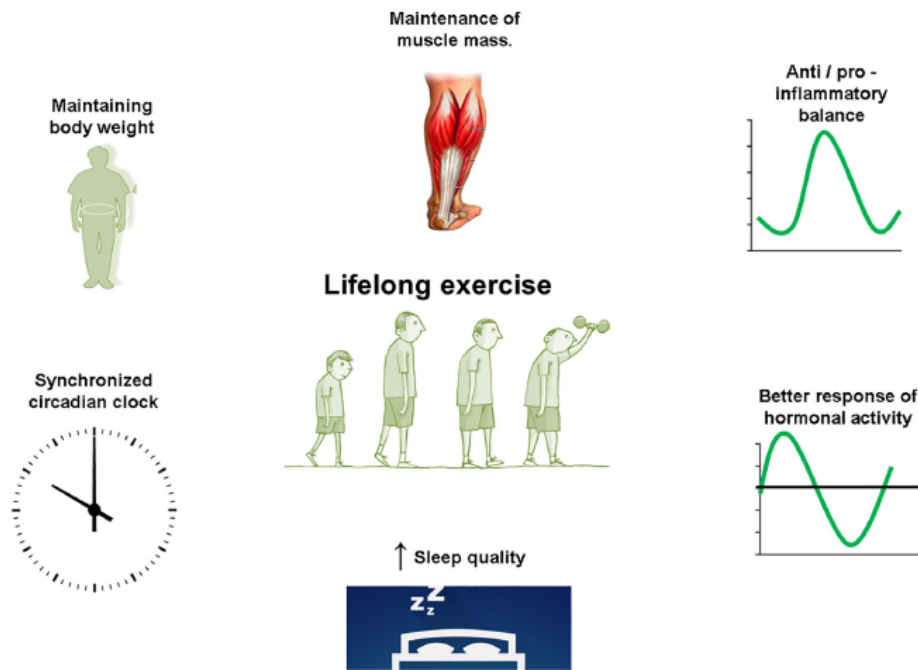 Maintenance of
muscle mass.
Anti / pro -
inflammatory
balance
Maintaining
body weight
Lifelong exercise
Synchronized
circadian clock
Better response of
hormonal activity
↑ Sleep quality
zzZ